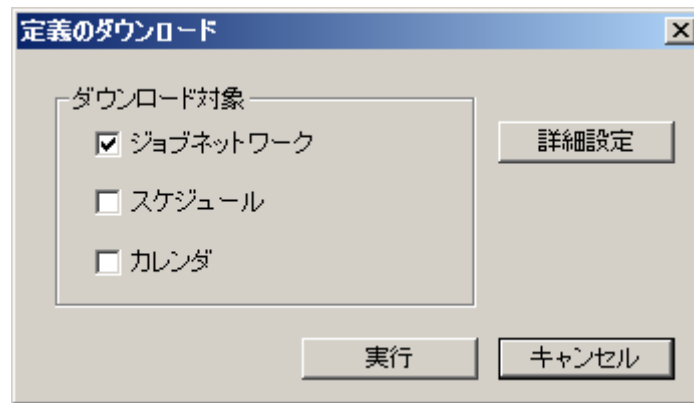 定義のダウンロード
ダウンロード対象
ジョブネットワーク
詳細設定
スケジュール
カレンダ
実行
キャンセル